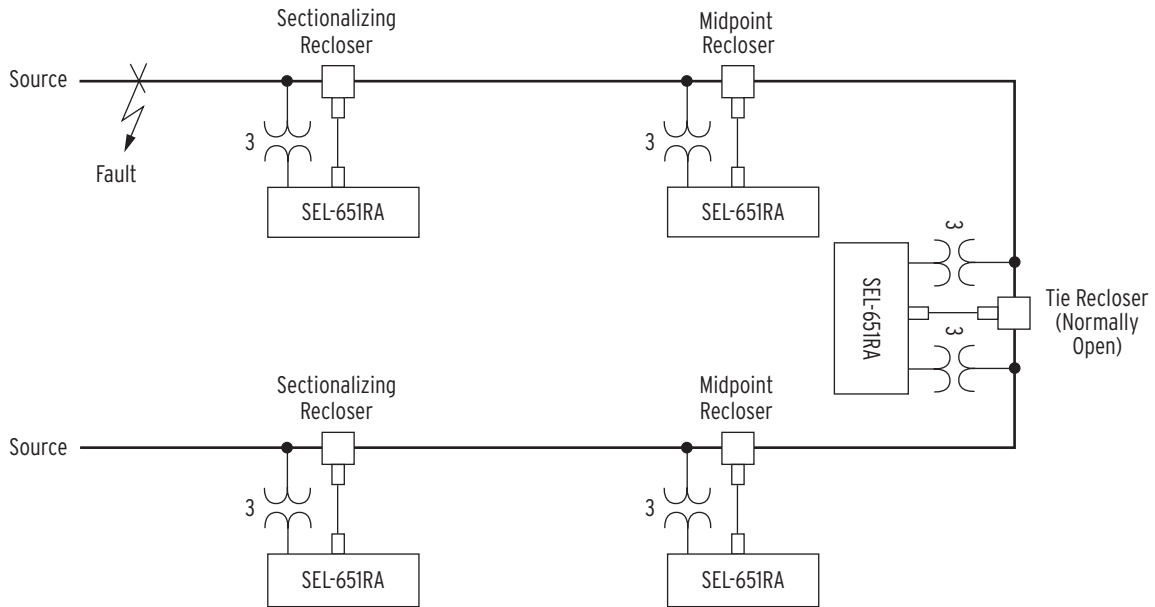 Sectionalizing
Recloser
Midpoint
Recloser
Source
3
3
Fault
SEL-651RA
SEL-651RA
3
SEL-651RA
Tie Recloser
(Normally
Open)
3
Sectionalizing
Recloser
Midpoint
Recloser
Source
3
3
SEL-651RA
SEL-651RA